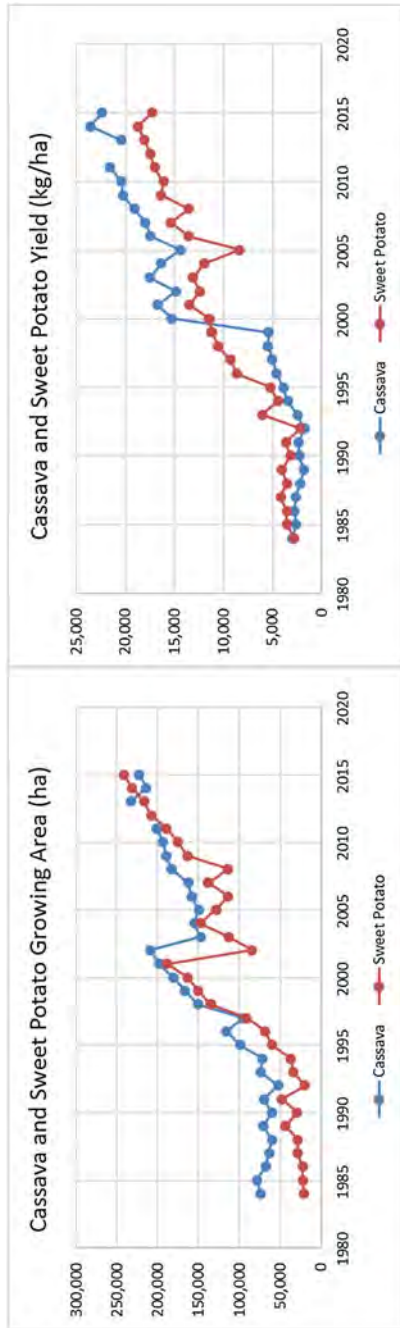 Cassava and Sweet Potato Growing Area (ha)
300,000
250,000
200,000
150,000
100,000
50,000
0
1980 1985 1990 1995 2000 2005 2010 2015 2020
Cassava Sweet Potato
Cassava and Sweet Potato Yield (kg/ha)
25,000
20,000
15,000
10,000
5,000
0
1980 1985 1990 1995 2000 2005 2010 2015 2020
Cassava Sweet Potato